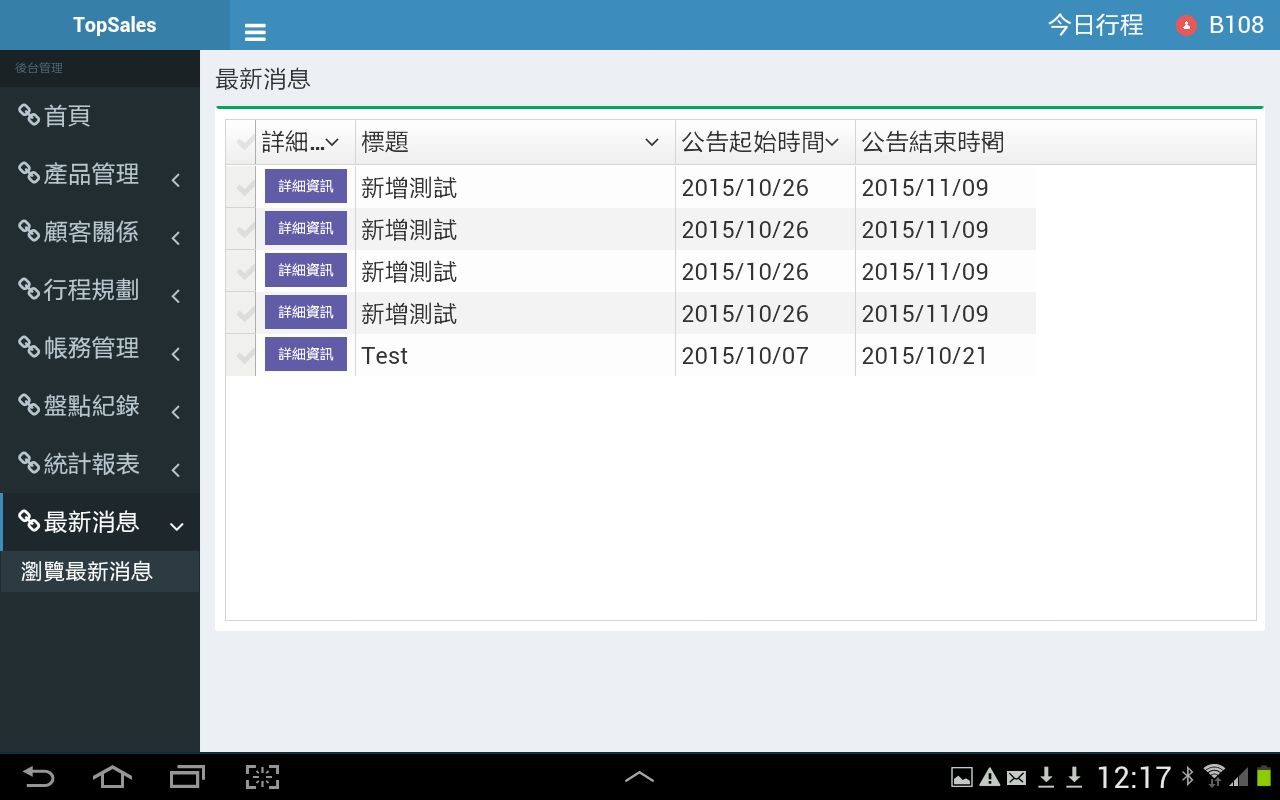 TopSales
今日行程 B108
後台管理
首頁
產品管理
顧客關係
行程規劃
帳務管理
盤點紀錄
統計報表
最新消息
瀏覽最新消息
最新消息
詳細... 標題 公告起始時間 公告結束時間
詳細資訊 新增測試 2015/10/26 2015/11/09
詳細資訊 新增測試 2015/10/26 2015/11/09
詳細資訊 新增測試 2015/10/26 2015/11/09
詳細資訊 新增測試 2015/10/26 2015/11/09
詳細資訊 Test 2015/10/07 2015/10/21
12:17